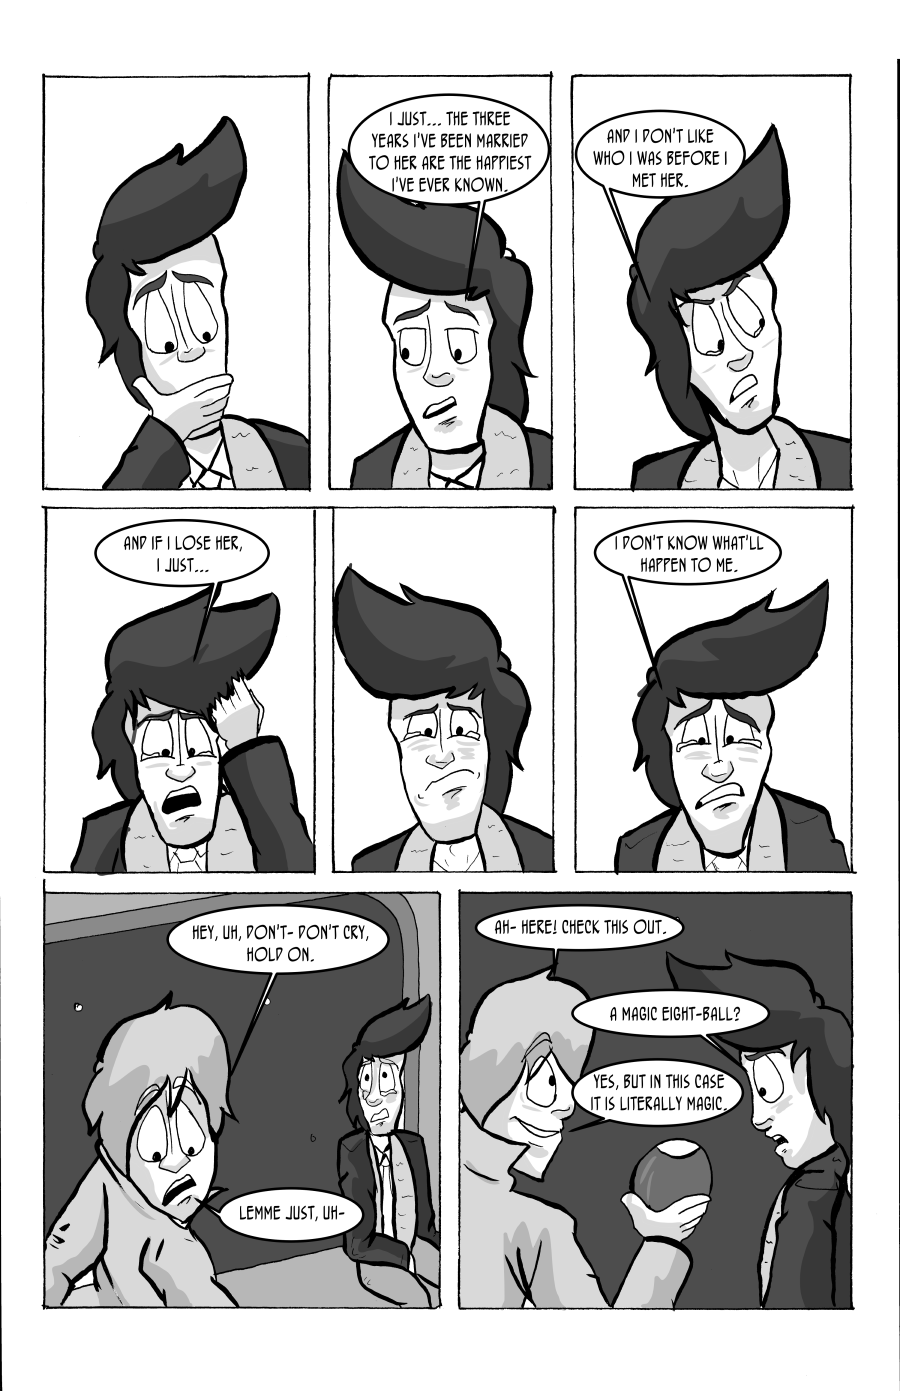 I JUST... THE THREE
YEARS I'VE BEEN MARRIED
TO HER ARE THE HAPPIEST
I'VE EVER KNOWN.
AND I DON'T LIKE
WHO I WAS BEFORE I
MET HER.
AND IF I LOSE HER,
I JUST...
I DON'T KNOW WHAT'LL
HAPPEN TO ME.
HEY, UH, DON'T- DON'T CRY,
HOLD ON.
LEMME JUST, UH-
AH- HERE! CHECK THIS OUT.
A MAGIC EIGHT-BALL?
YES, BUT IN THIS CASE
IT IS LITERALLY MAGIC.